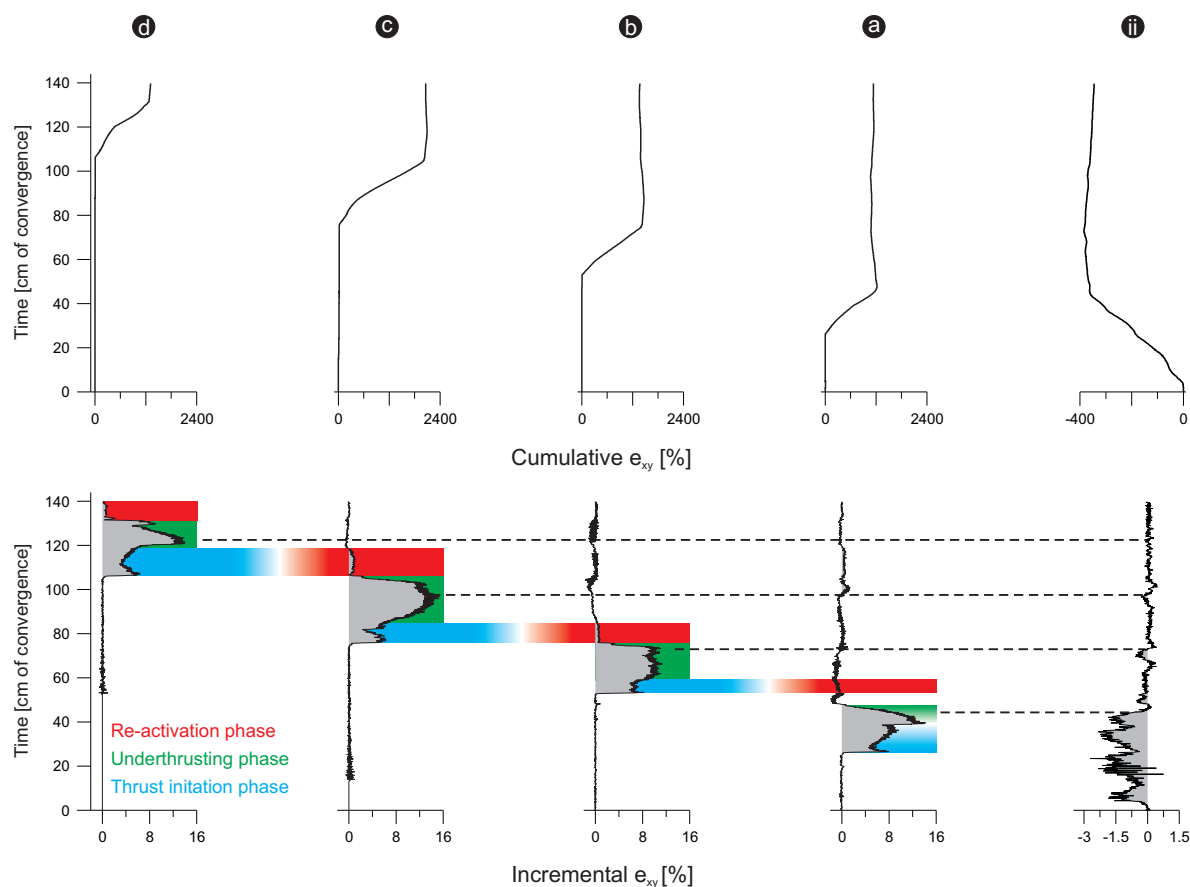 d c b a ii
Time [cm of convergence]
140
120
100
80
60
40
20
0
0 2400 0 2400 0 2400 0 2400 -400 0
Cumulative exy [%]
Time [cm of convergence]
140
120
100
80
60
40
20
0
Re-activation phase
Underthrusting phase
Thrust initation phase
0 8 16 0 8 16 0 8 16 0 8 16 -3 -1.5 0 1.5
Incremental exy [%]